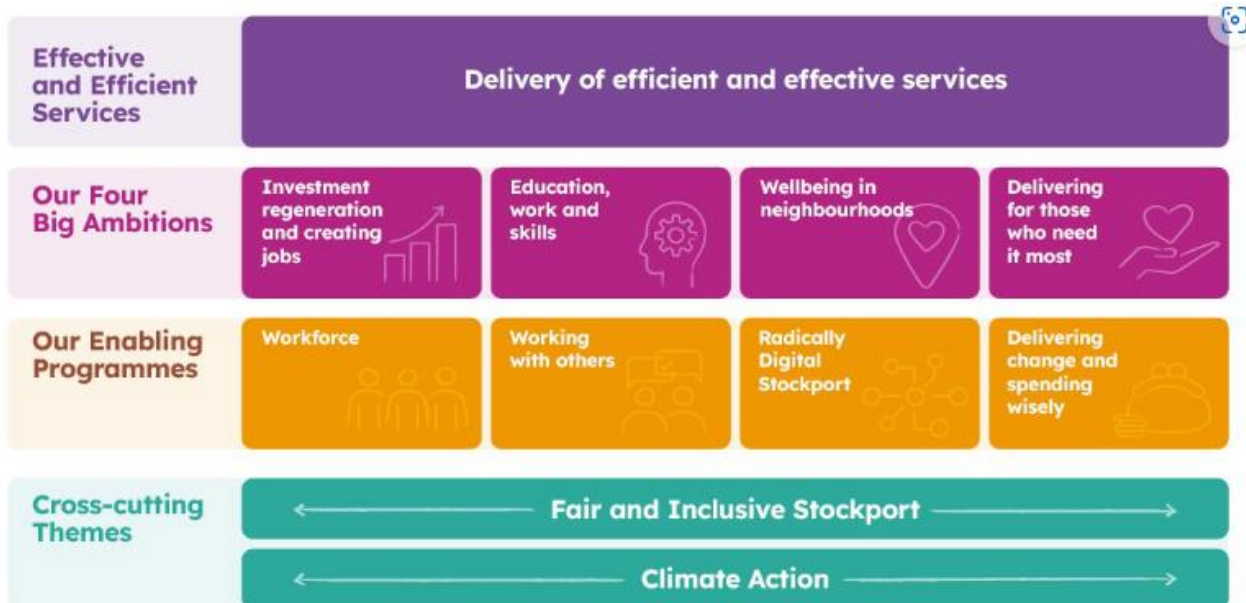 Effective
and Efficient
Services
Delivery of efficient and effective services
Our Four
Big Ambitions
Investment
regeneration
and creating
jobs
Education,
work and
skills
Wellbeing in
neighbourhoods
Delivering
for those
who need
it most
Our Enabling
Programmes
Workforce
Working
with others
Radically
Digital
Stockport
Delivering
change and
spending
wisely
Cross-cutting
Themes
Fair and Inclusive Stockport
Climate Action